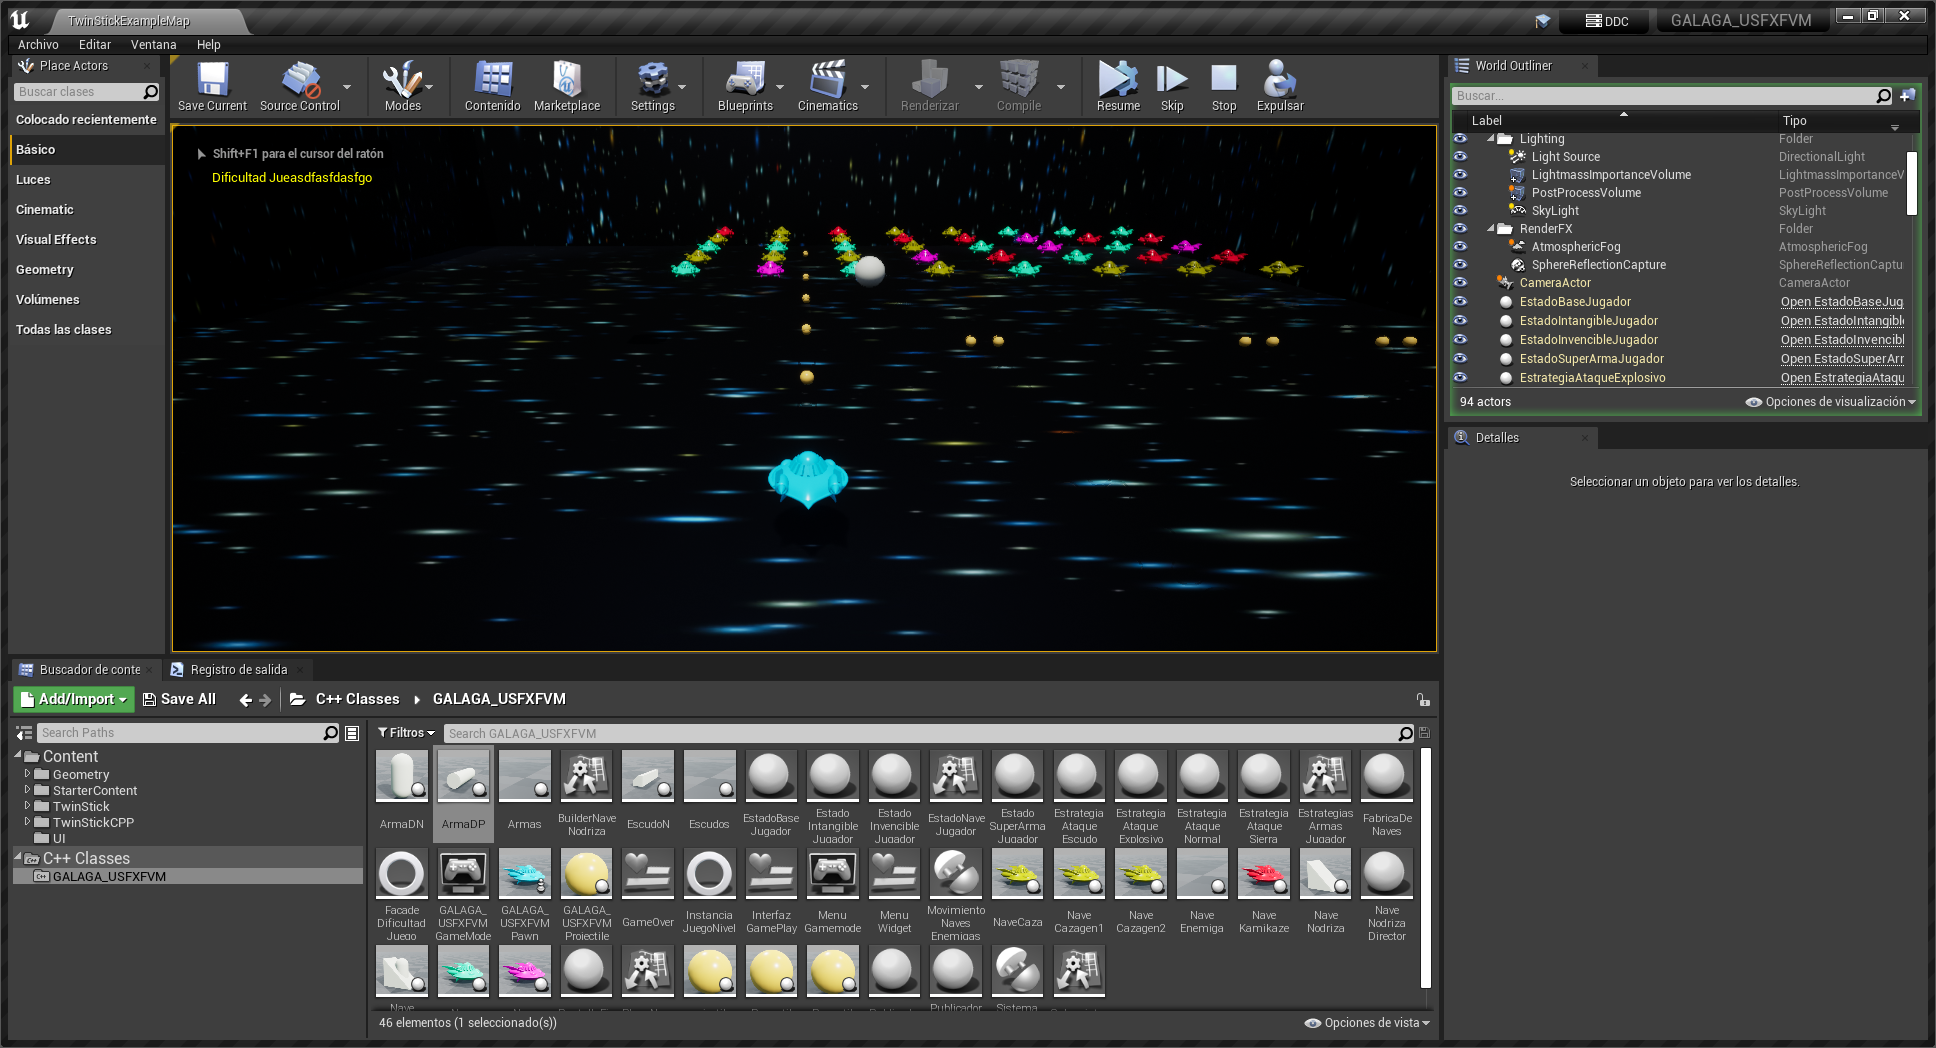 TwinStickExampleMap
DDC
GALAGA_USFXFVM
Archivo
Editar
Ventana
Help
Place Actors
Buscar clases
Colocado recientemente
Básico
Luces
Cinematic
Visual Effects
Geometry
Volúmenes
Todas las clases
Save Current
Source Control
Modes
Contenido
Marketplace
Settings
Blueprints
Cinematics
Renderizar
Compile
Resume
Skip
Stop
Expulsar
Shift+F1 para el cursor del ratón
Dificultad Jueasdfasfdasfgo
World Outliner
Buscar...
Label
Tipo
Lighting
Folder
Light Source
DirectionalLight
LightmassImportanceVolume
LightmassImportanceV
PostProcessVolume
PostProcessVolume
SkyLight
SkyLight
RenderFX
Folder
AtmosphericFog
AtmosphericFog
SphereReflectionCapture
SphereReflectionCaptu
CameraActor
CameraActor
EstadoBaseJugador
Open EstadoBaseJug
EstadoIntangibleJugador
Open EstadoIntangible
EstadoInvencibleJugador
Open EstadoInvencibl
EstadoSuperArmaJugador
Open EstadoSuperArr
EstrategiaAtaqueExplosivo
Open EstrategiaAtaqu
94 actors
Opciones de visualización
Detalles
Seleccionar un objeto para ver los detalles.
Buscador de conte
Registro de salida
Add/Import
Save All
C++ Classes
GALAGA_USFXFVM
Search Paths
Content
Geometry
StarterContent
TwinStick
TwinStickCPP
UI
C++ Classes
GALAGA_USFXFVM
Filtros
Search GALAGA_USFXFVM
ArmaDN
ArmaDP
Armas
BuilderNave
Nodriza
EscudoN
Escudos
EstadoBase
Jugador
Estado
Intangible
Jugador
Estado
Invencible
Jugador
EstadoNave
Jugador
Estado
SuperArma
Jugador
Estrategia
Ataque
Escudo
Estrategia
Ataque
Explosivo
Estrategia
Ataque
Normal
Estrategia
Ataque
Sierra
Estrategias
Armas
Jugador
FabricaDe
Naves
Facade
Dificultad
Juego
GALAGA_
USFXFVM
GameMode
GALAGA_
USFXFVM
Pawn
GALAGA_
USFXFVM
Projectile
GameOver
Instancia
JuegoNivel
Interfaz
GamePlay
Menu
Gamemode
Menu
Widget
Movimiento
Naves
Enemigas
NaveCaza
Nave
Cazagen1
Nave
Cazagen2
Nave
Enemiga
Nave
Kamikaze
Nave
Nodriza
Nave
Nodriza
Director
Nave
Publicador
Sistema
46 elementos (1 seleccionado(s))
Opciones de vista